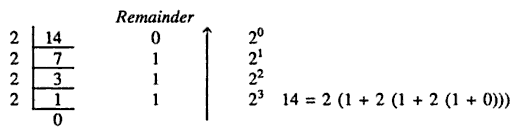 Remainder
2 14 0 2⁰
2 7 1 2¹
2 3 1 2²
2 1 1 2³ 14 = 2 (1 + 2 (1 + 2 (1 + 0)))
0